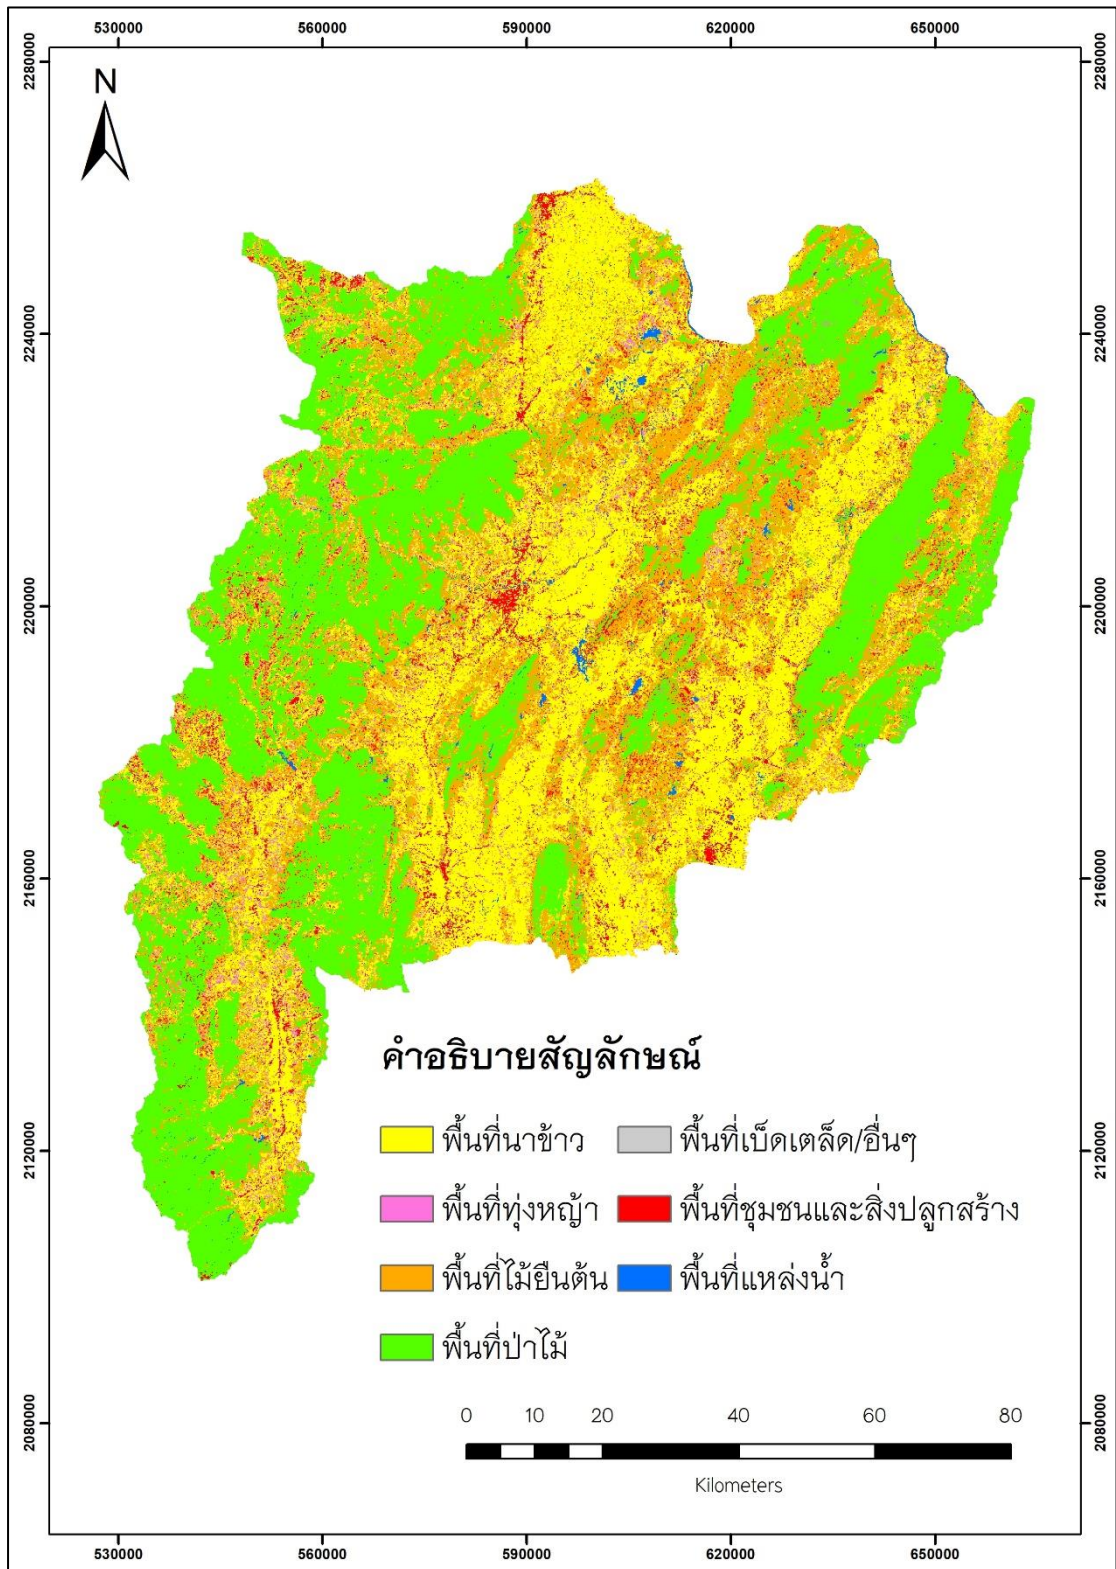 530000 560000 590000 620000 650000
2280000 2280000
N
2240000 2240000
2200000 2200000
2160000 2160000
คำอธิบายสัญลักษณ์
พื้นที่นาข้าว พื้นที่เบ็ดเตล็ด/อื่นๆ
2120000 2120000
พื้นที่ทุ่งหญ้า พื้นที่ชุมชนและสิ่งปลูกสร้าง
พื้นที่ไม้ยืนต้น พื้นที่แหล่งน้ำ
พื้นที่ป่าไม้
0 10 20 40 60 80
2080000 2080000
Kilometers
530000 560000 590000 620000 650000